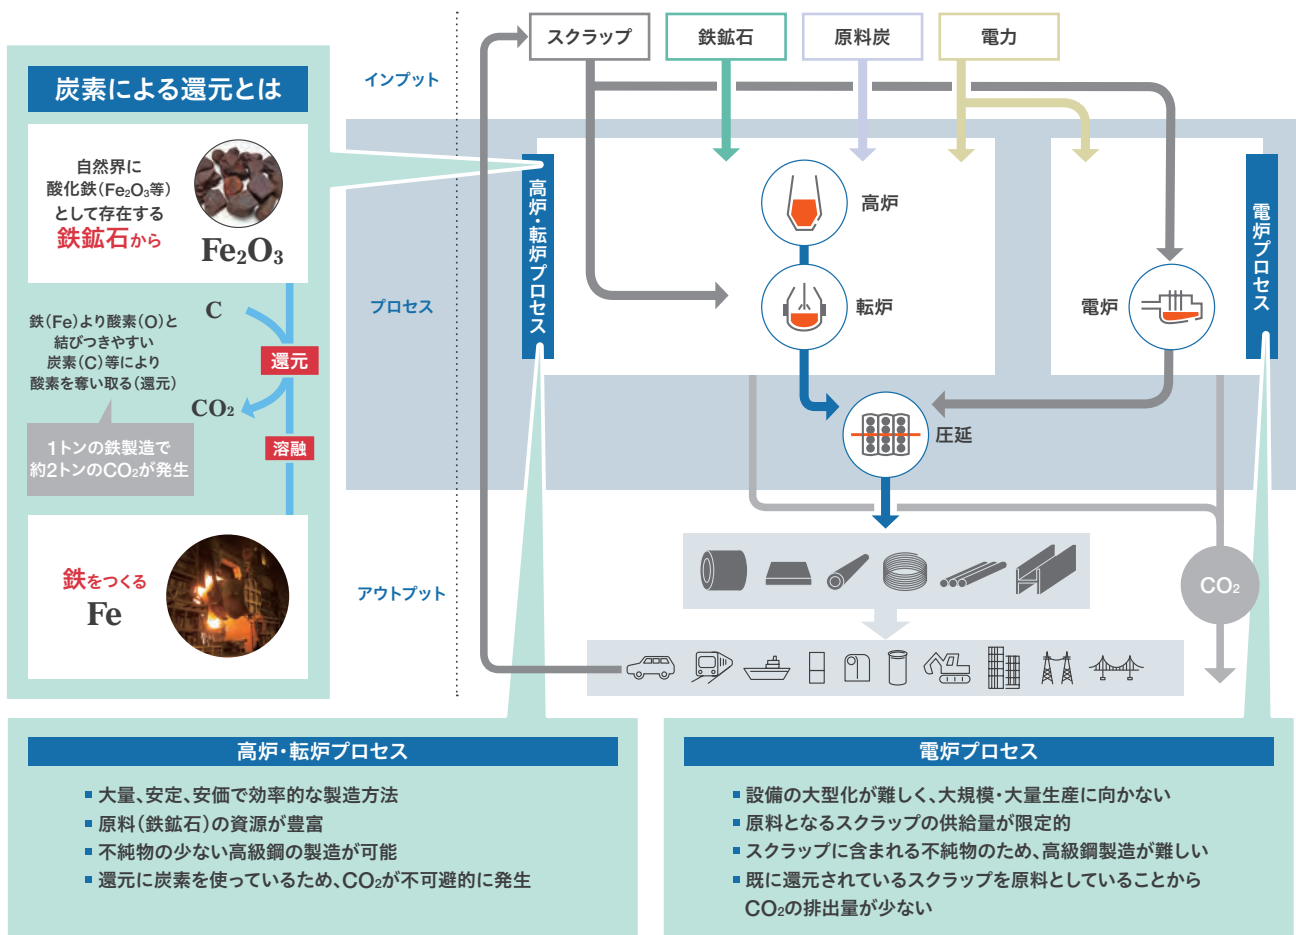 炭素による還元とは
自然界に
酸化鉄(Fe₂O₃等)
として存在する
鉄鉱石から
Fe₂O₃
C
鉄(Fe)より酸素(O)と
結びつきやすい
炭素(C)等により
酸素を奪い取る(還元)
還元
CO₂
1トンの鉄製造で
約2トンのCO₂が発生
溶融
鉄をつくる
Fe
インプット
プロセス
アウトプット
スクラップ
鉄鉱石
原料炭
電力
高炉・転炉プロセス
高炉
転炉
電炉
電炉プロセス
圧延
CO₂
高炉・転炉プロセス
■ 大量、安定、安価で効率的な製造方法
■ 原料(鉄鉱石)の資源が豊富
■ 不純物の少ない高級鋼の製造が可能
■ 還元に炭素を使っているため、CO₂が不可避的に発生
電炉プロセス
■ 設備の大型化が難しく、大規模・大量生産に向かない
■ 原料となるスクラップの供給量が限定的
■ スクラップに含まれる不純物のため、高級鋼製造が難しい
■ 既に還元されているスクラップを原料としていることから
CO₂の排出量が少ない